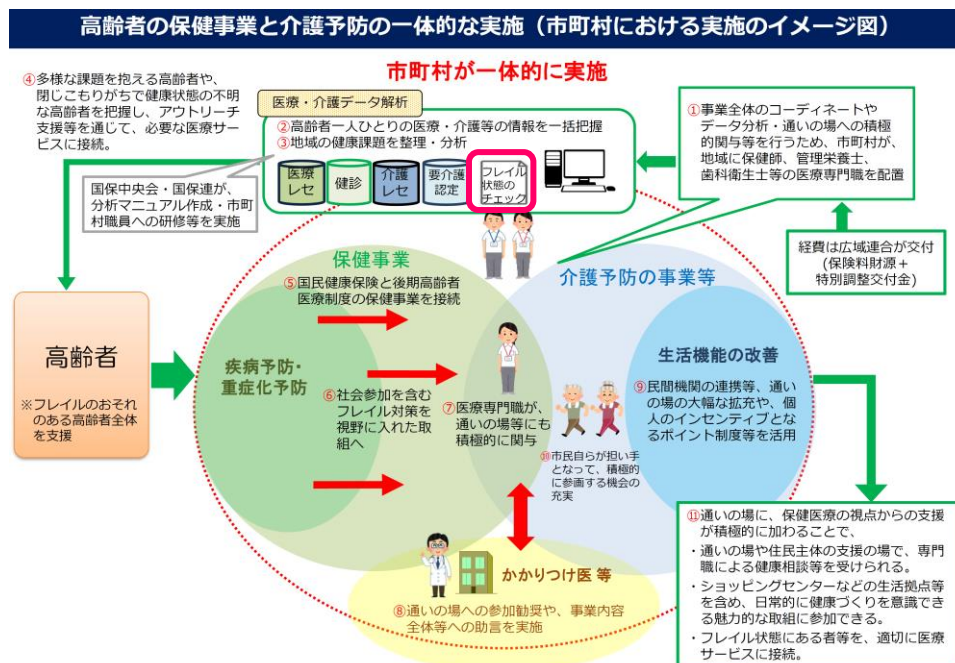 高齢者の保健事業と介護予防の一体的な実施（市町村における実施のイメージ図）
市町村が一体的に実施
④多様な課題を抱える高齢者や、
閉じこもりがちで健康状態の不明
な高齢者を把握し、アウトリーチ
支援等を通じて、必要な医療サー
ビスに接続。
医療・介護データ解析
②高齢者一人ひとりの医療・介護等の情報を一括把握
③地域の健康課題を整理・分析
医療
レセ
健診
介護
レセ
要介護
認定
フレイル
状態の
チェック
①事業全体のコーディネートや
データ分析・通いの場への積極
的関与等を行うため、市町村が、
地域に保健師、管理栄養士、
歯科衛生士等の医療専門職を配置
国保中央会・国保連が、
分析マニュアル作成・市町
村職員への研修等を実施
経費は広域連合が交付
(保険料財源＋
特別調整交付金)
保健事業
介護予防の事業等
⑤国民健康保険と後期高齢者
医療制度の保健事業を接続
高齢者
※フレイルのおそれ
のある高齢者全体
を支援
疾病予防・
重症化予防
⑥社会参加を含む
フレイル対策を
視野に入れた取
組へ
⑦医療専門職が、
通いの場等にも
積極的に関与
生活機能の改善
⑨民間機関の連携等、通い
の場の大幅な拡充や、個
人のインセンティブとな
るポイント制度等を活用
⑩市民自らが担い手
となって、積極的
に参画する機会の
充実
かかりつけ医 等
⑧通いの場への参加勧奨や、事業内容
全体等への助言を実施
⑪通いの場に、保健医療の視点からの支援
が積極的に加わることで、
・通いの場や住民主体の支援の場で、専門
職による健康相談等を受けられる。
・ショッピングセンターなどの生活拠点等
を含め、日常的に健康づくりを意識でき
る魅力的な取組に参加できる。
・フレイル状態にある者等を、適切に医療
サービスに接続。